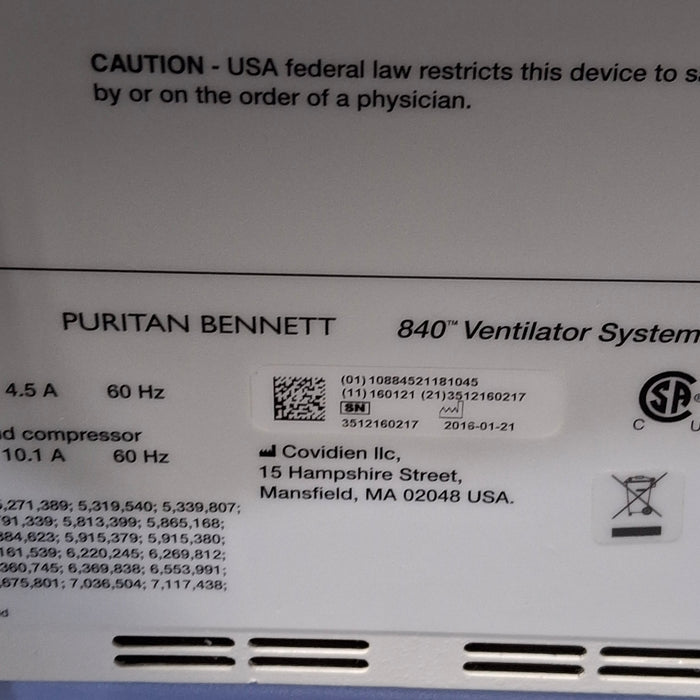 CAUTION - USA federal law restricts this device to
by or on the order of a physician.
PURITAN BENNETT 840™ Ventilator System
4.5 A 60 Hz
compressor
10.1 A 60 Hz
(01)10884521181045
(11)160121 (21)3512160217
SN
3512160217 2016-01-21
Covidien llc,
15 Hampshire Street,
Mansfield, MA 02048 USA.
SA
C
271,389; 5,319,540; 5,339,807;
91,339; 5,813,399; 5,865,168;
84,623; 5,915,379; 5,915,380;
161,539; 6,220,245; 6,269,812;
360,745; 6,369,838; 6,553,991;
675,801; 7,036,504; 7,117,438;